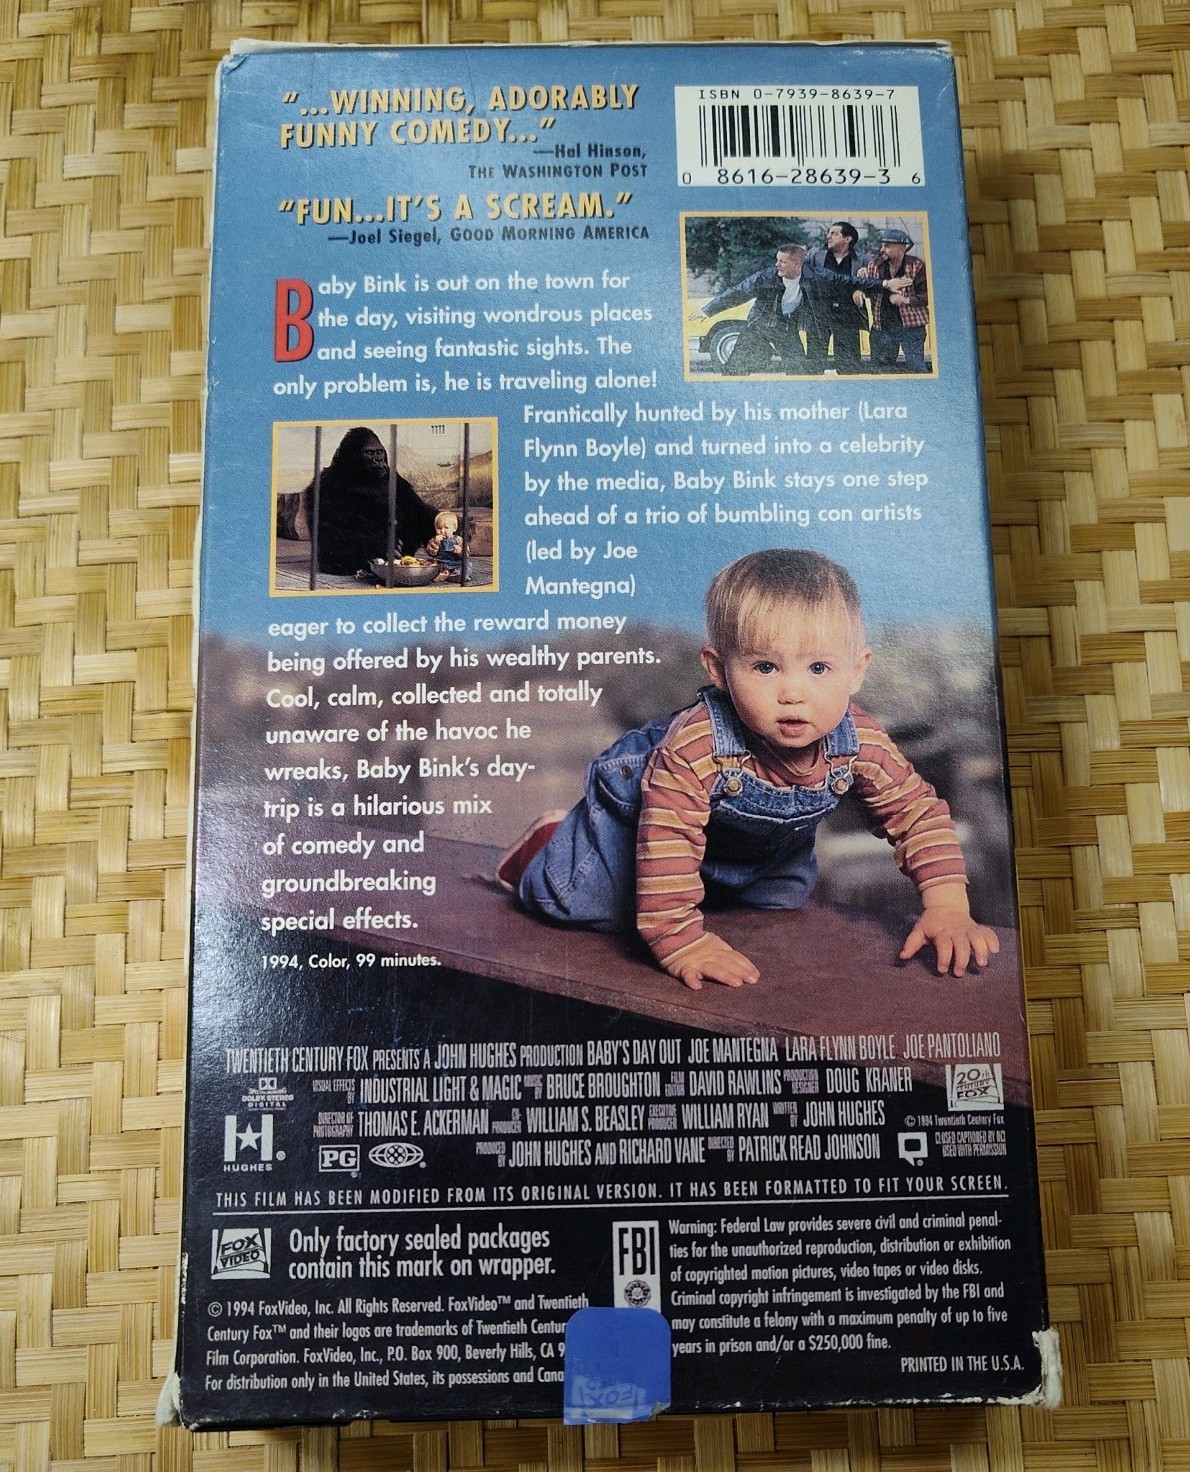 "...WINNING, ADORABLY
FUNNY COMEDY..."
—Hal Hinson,
THE WASHINGTON POST
"FUN...IT'S A SCREAM."
—Joel Siegel, GOOD MORNING AMERICA
ISBN 0-7939-8639-7
0 8616-28639-3 6
Baby Bink is out on the town for
the day, visiting wondrous places
and seeing fantastic sights. The
only problem is, he is traveling alone!
Frantically hunted by his mother (Lara
Flynn Boyle) and turned into a celebrity
by the media, Baby Bink stays one step
ahead of a trio of bumbling con artists
(led by Joe
Mantegna)
eager to collect the reward money
being offered by his wealthy parents.
Cool, calm, collected and totally
unaware of the havoc he
wreaks, Baby Bink's day-
trip is a hilarious mix
of comedy and
groundbreaking
special effects.
1994, Color, 99 minutes.
TWENTIETH CENTURY FOX PRESENTS A JOHN HUGHES PRODUCTION BABY'S DAY OUT JOE MANTEGNA LARA FLYNN BOYLE JOE PANTOLIANO
DOLBY STEREO
DIGITAL
VISUAL EFFECTS BY INDUSTRIAL LIGHT & MAGIC MUSIC BY BRUCE BROUGHTON FILM EDITOR DAVID RAWLINS PRODUCTION DESIGNER DOUG KRANER
20th CENTURY FOX
DIRECTOR OF PHOTOGRAPHY THOMAS E. ACKERMAN CO-PRODUCER WILLIAM S. BEASLEY EXECUTIVE PRODUCER WILLIAM RYAN WRITTEN BY JOHN HUGHES
© 1994 Twentieth Century Fox
H®
HUGHES
PG
PRODUCED BY JOHN HUGHES AND RICHARD VANE DIRECTED BY PATRICK READ JOHNSON
CLOSED CAPTIONED BY NCI
USED WITH PERMISSION
THIS FILM HAS BEEN MODIFIED FROM ITS ORIGINAL VERSION. IT HAS BEEN FORMATTED TO FIT YOUR SCREEN.
FOX
VIDEO
Only factory sealed packages
contain this mark on wrapper.
FBI
Warning: Federal Law provides severe civil and criminal penal-
ties for the unauthorized reproduction, distribution or exhibition
of copyrighted motion pictures, video tapes or video disks.
Criminal copyright infringement is investigated by the FBI and
may constitute a felony with a maximum penalty of up to five
years in prison and/or a $250,000 fine.
© 1994 FoxVideo, Inc. All Rights Reserved. FoxVideo™ and Twentieth
Century Fox™ and their logos are trademarks of Twentieth Centur
Film Corporation. FoxVideo, Inc., P.O. Box 900, Beverly Hills, CA 9
For distribution only in the United States, its possessions and Cana
PRINTED IN THE U.S.A.